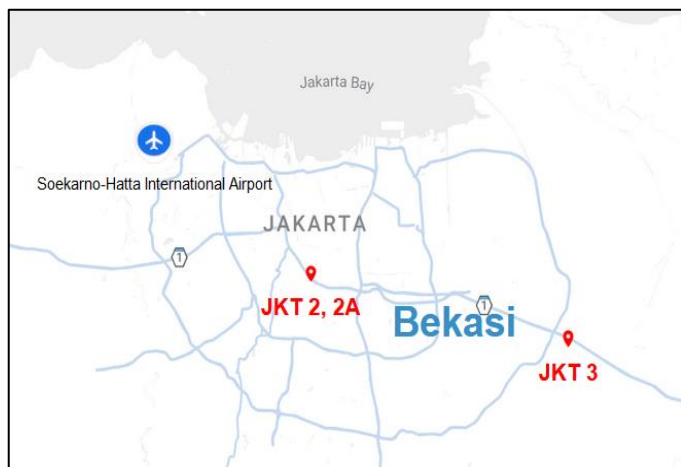 Jakarta Bay
Soekarno-Hatta International Airport
JAKARTA
1
JKT 2, 2A
1
Bekasi
JKT 3